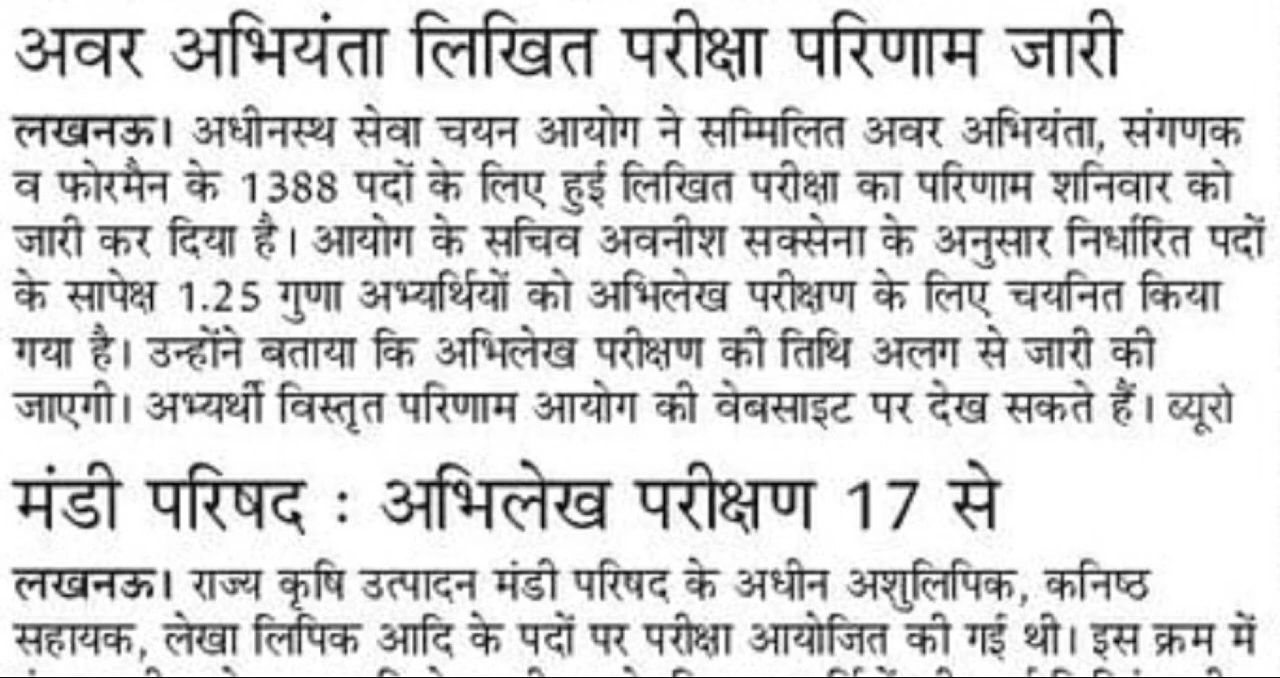 अवर अभियंता लिखित परीक्षा परिणाम जारी
लखनऊ। अधीनस्थ सेवा चयन आयोग ने सम्मिलित अवर अभियंता, संगणक
व फोरमैन के 1388 पदों के लिए हुई लिखित परीक्षा का परिणाम शनिवार को
जारी कर दिया है। आयोग के सचिव अवनीश सक्सेना के अनुसार निर्धारित पदों
के सापेक्ष 1.25 गुणा अभ्यर्थियों को अभिलेख परीक्षण के लिए चयनित किया
गया है। उन्होंने बताया कि अभिलेख परीक्षण की तिथि अलग से जारी की
जाएगी। अभ्यर्थी विस्तृत परिणाम आयोग की वेबसाइट पर देख सकते हैं। ब्यूरो
मंडी परिषद : अभिलेख परीक्षण 17 से
लखनऊ। राज्य कृषि उत्पादन मंडी परिषद के अधीन अशुलिपिक, कनिष्ठ
सहायक, लेखा लिपिक आदि के पदों पर परीक्षा आयोजित की गई थी। इस क्रम में